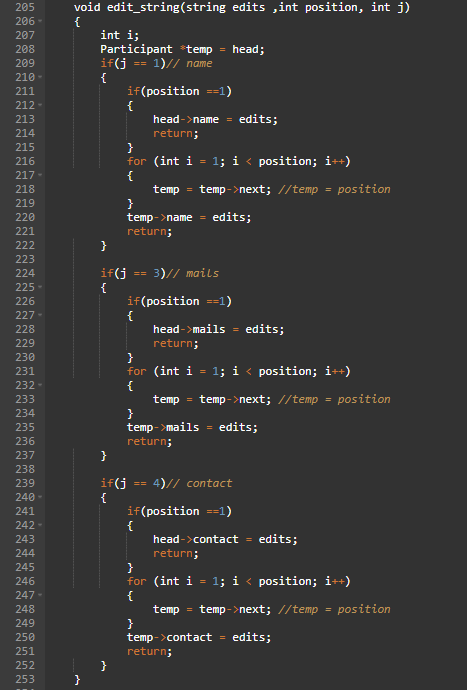 205 void edit_string(string edits ,int position, int j)
206 {
207 int i;
208 Participant *temp = head;
209 if(j == 1)// name
210 {
211 if(position ==1)
212 {
213 head->name = edits;
214 return;
215 }
216 for (int i = 1; i < position; i++)
217 {
218 temp = temp->next; //temp = position
219 }
220 temp->name = edits;
221 return;
222 }
223
224 if(j == 3)// mails
225 {
226 if(position ==1)
227 {
228 head->mails = edits;
229 return;
230 }
231 for (int i = 1; i < position; i++)
232 {
233 temp = temp->next; //temp = position
234 }
235 temp->mails = edits;
236 return;
237 }
238
239 if(j == 4)// contact
240 {
241 if(position ==1)
242 {
243 head->contact = edits;
244 return;
245 }
246 for (int i = 1; i < position; i++)
247 {
248 temp = temp->next; //temp = position
249 }
250 temp->contact = edits;
251 return;
252 }
253 }